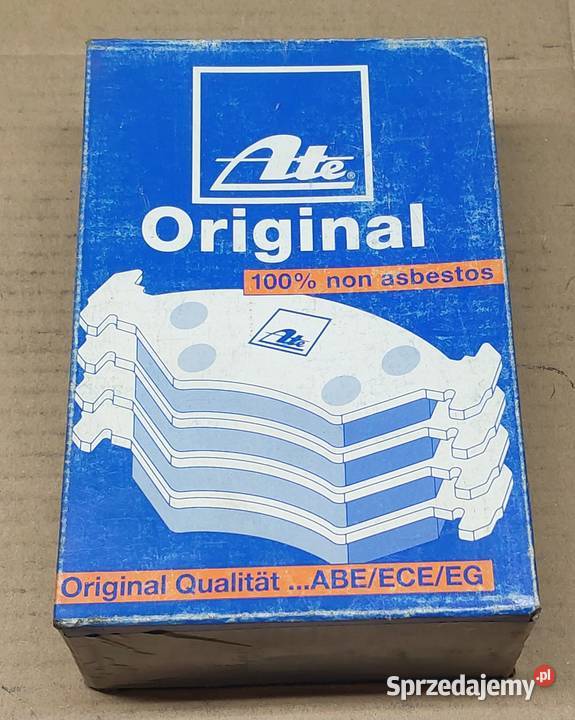 Ate®
Original
100% non asbestos
Ate
Original Qualität ...ABE/ECE/EG
Sprzedajemy.pl